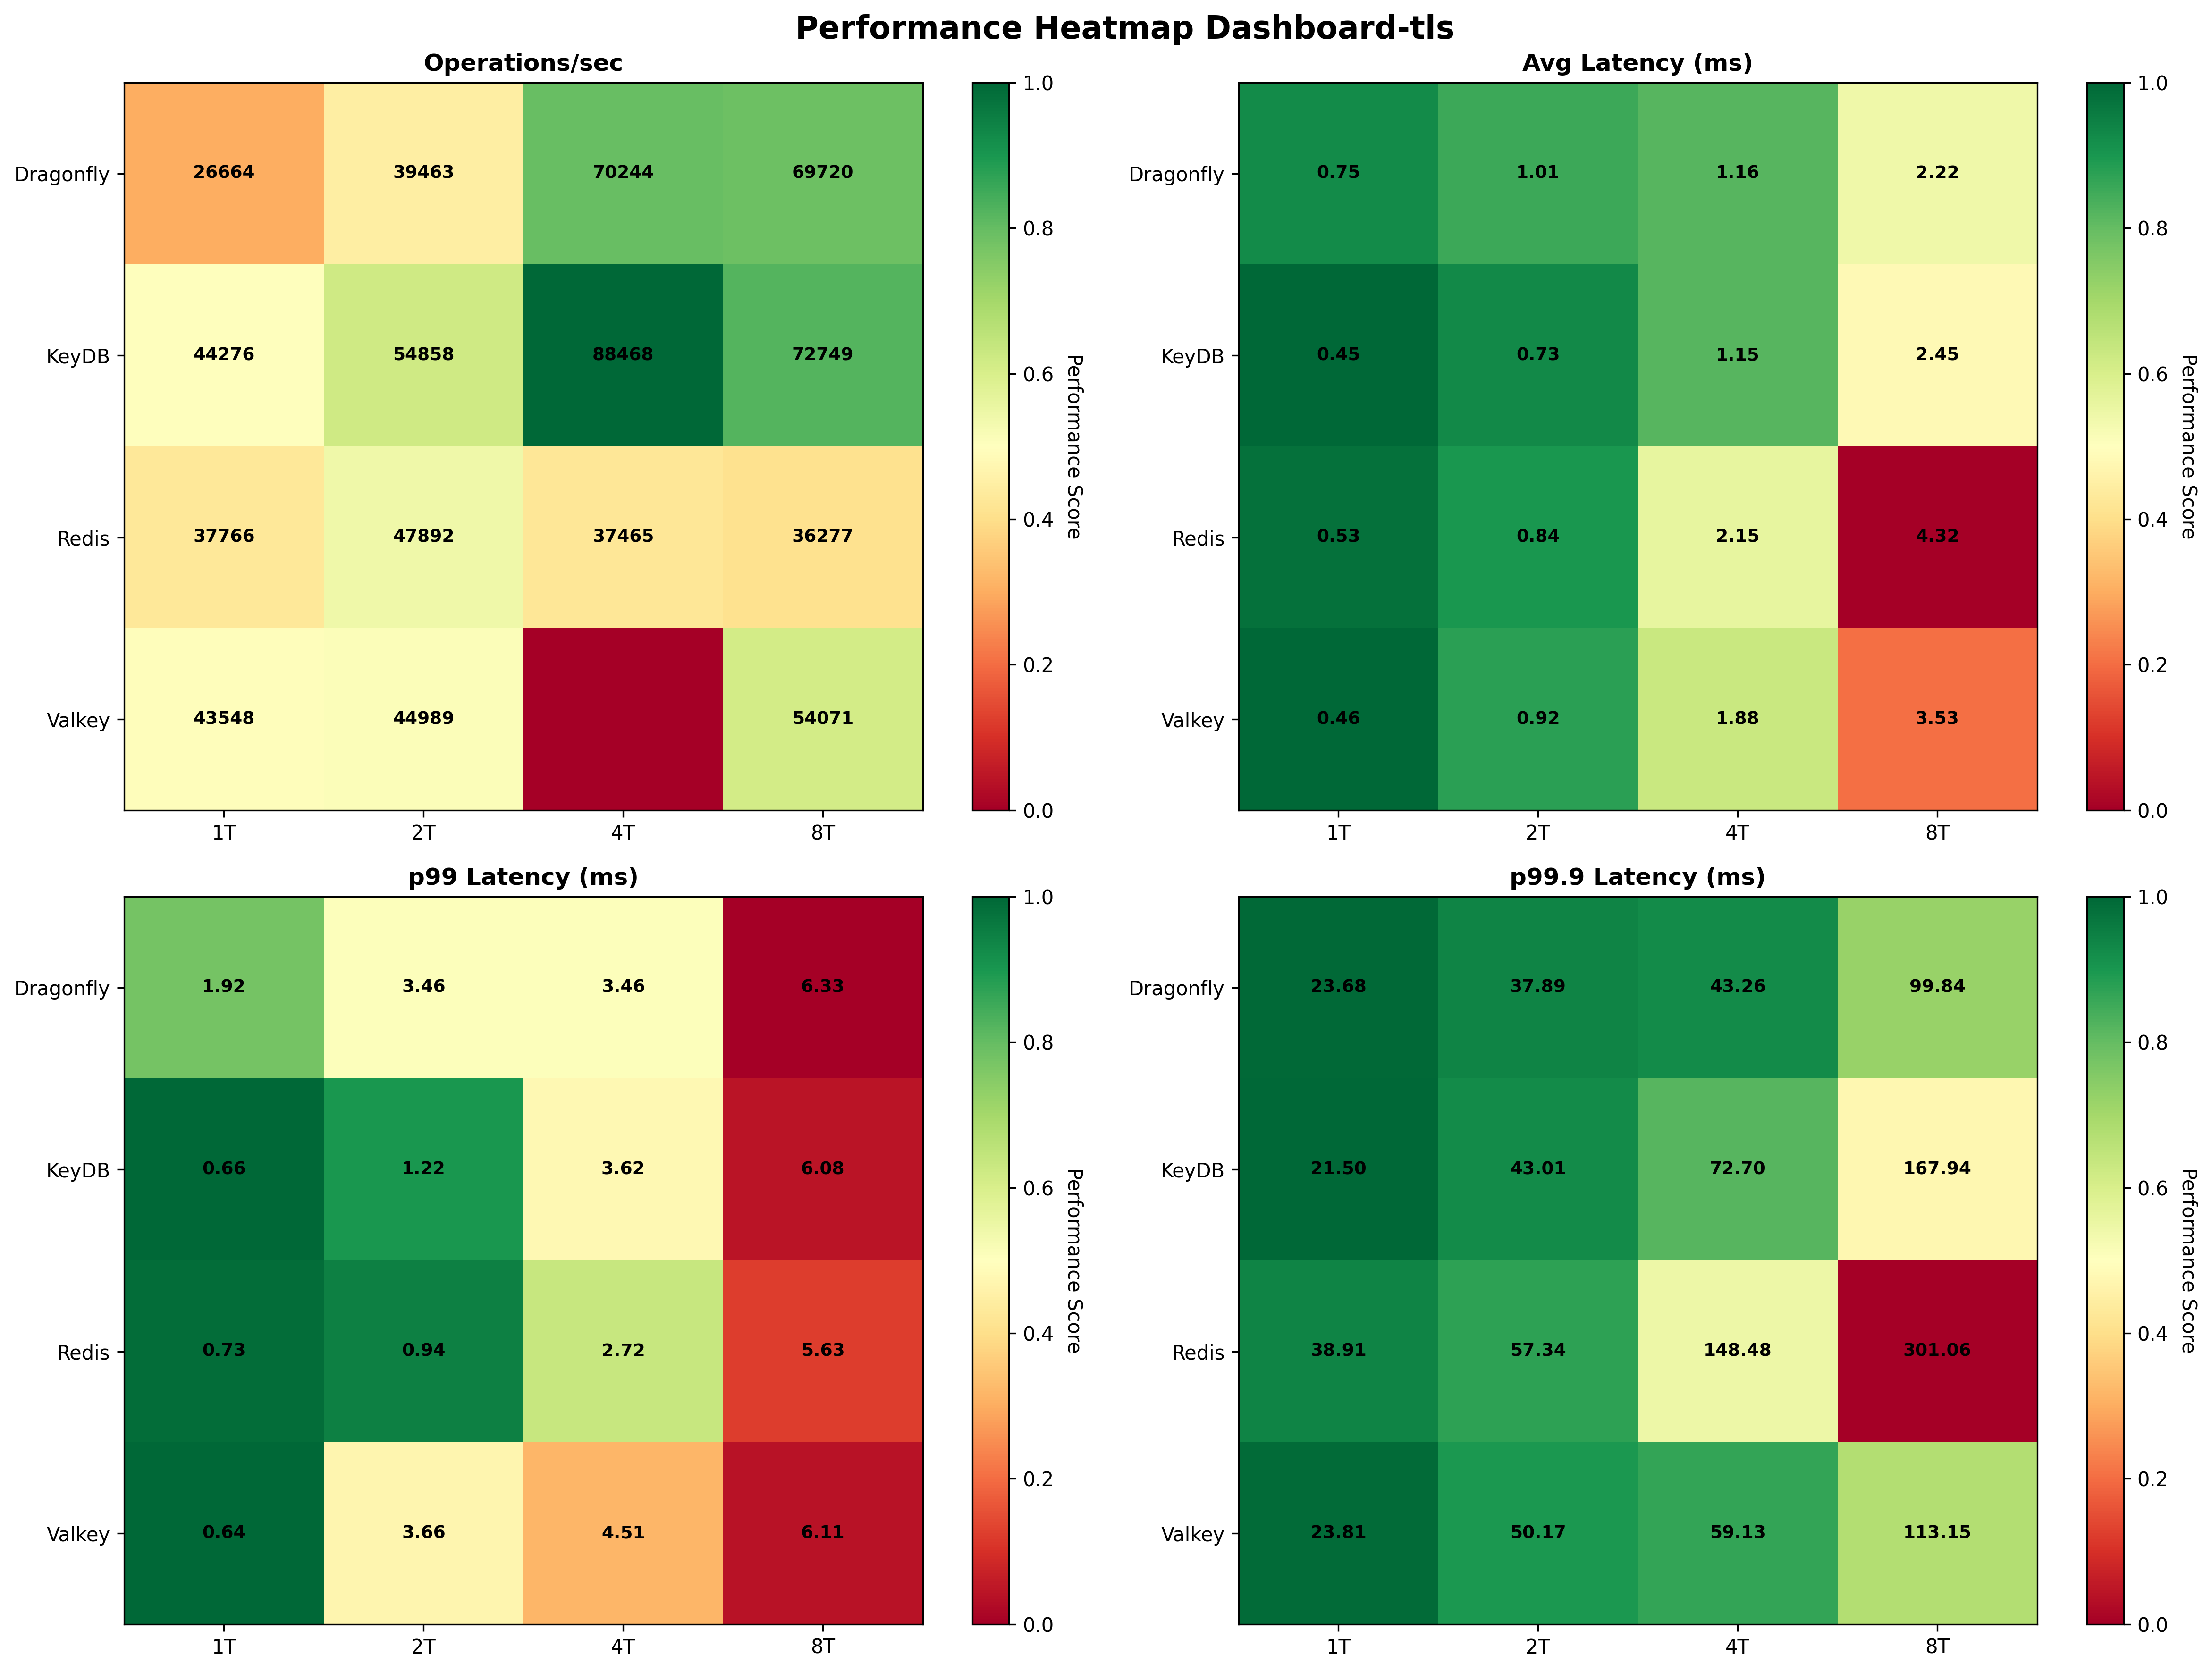 Performance Heatmap Dashboard-tls
Operations/sec
Dragonfly 26664 39463 70244 69720
KeyDB 44276 54858 88468 72749
Redis 37766 47892 37465 36277
Valkey 43548 44989 54071
1T 2T 4T 8T
1.0
0.8
0.6
0.4
0.2
0.0
Performance Score
Avg Latency (ms)
Dragonfly 0.75 1.01 1.16 2.22
KeyDB 0.45 0.73 1.15 2.45
Redis 0.53 0.84 2.15 4.32
Valkey 0.46 0.92 1.88 3.53
1T 2T 4T 8T
1.0
0.8
0.6
0.4
0.2
0.0
Performance Score
p99 Latency (ms)
Dragonfly 1.92 3.46 3.46 6.33
KeyDB 0.66 1.22 3.62 6.08
Redis 0.73 0.94 2.72 5.63
Valkey 0.64 3.66 4.51 6.11
1T 2T 4T 8T
1.0
0.8
0.6
0.4
0.2
0.0
Performance Score
p99.9 Latency (ms)
Dragonfly 23.68 37.89 43.26 99.84
KeyDB 21.50 43.01 72.70 167.94
Redis 38.91 57.34 148.48 301.06
Valkey 23.81 50.17 59.13 113.15
1T 2T 4T 8T
1.0
0.8
0.6
0.4
0.2
0.0
Performance Score